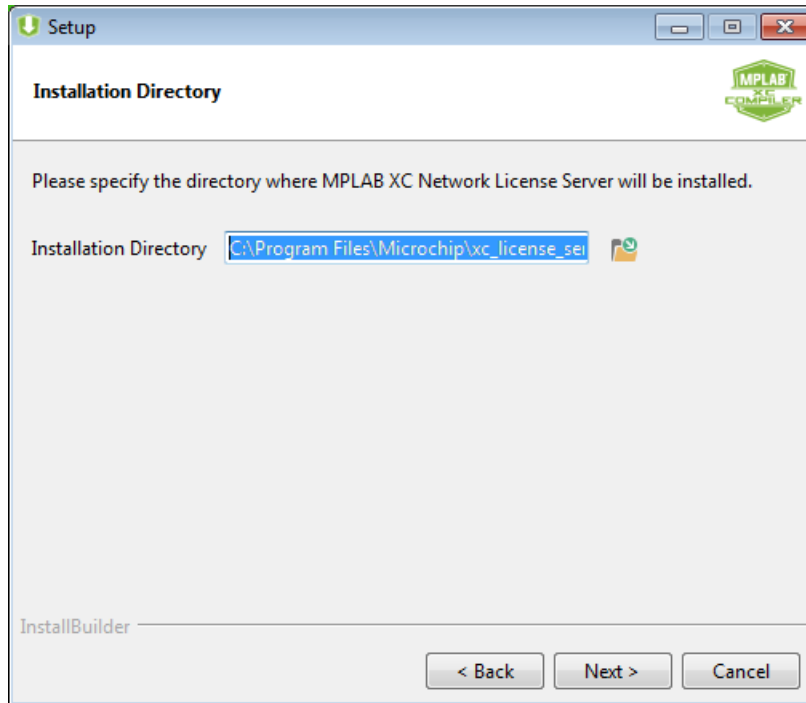 Setup
Installation Directory
MPLAB
XC
COMPILER
Please specify the directory where MPLAB XC Network License Server will be installed.
Installation Directory C:\Program Files\Microchip\xc_license_ser
InstallBuilder
< Back Next > Cancel